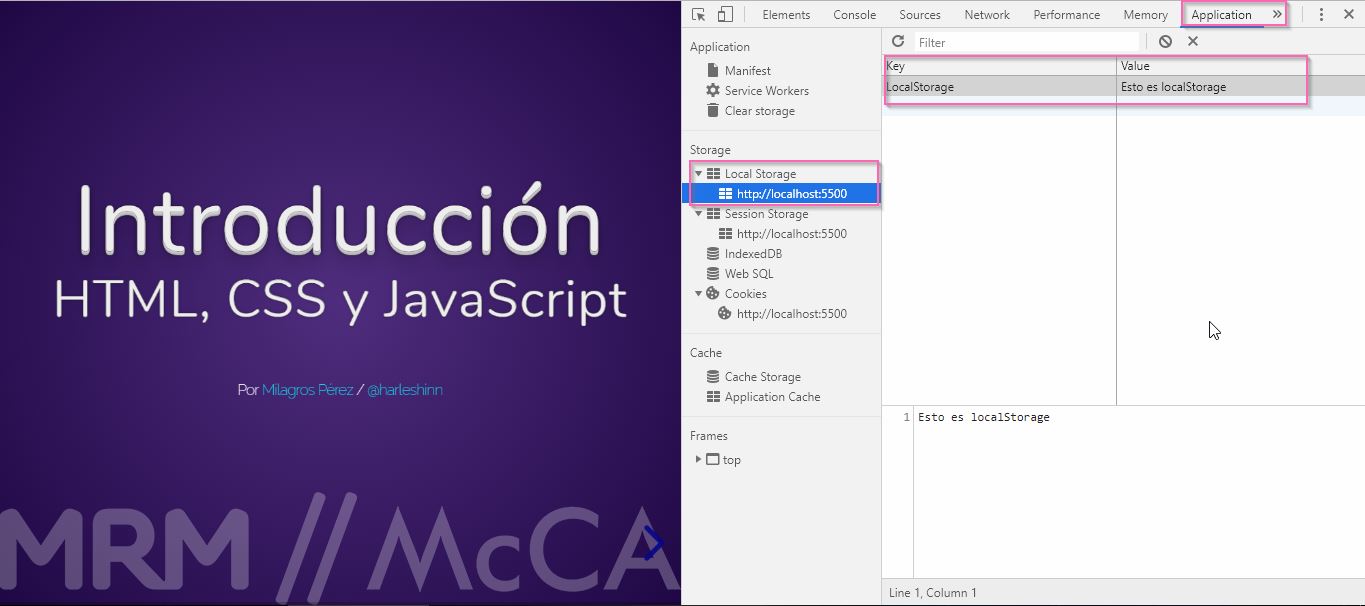 Introducción
HTML, CSS y JavaScript
Por Milagros Pérez / @harleshinn
MRM // McCA
Elements Console Sources Network Performance Memory Application »
Application
Manifest
Service Workers
Clear storage
Storage
Local Storage
http://localhost:5500
Session Storage
http://localhost:5500
IndexedDB
Web SQL
Cookies
http://localhost:5500
Cache
Cache Storage
Application Cache
Frames
top
Filter
Key Value
LocalStorage Esto es localStorage
1 Esto es localStorage
Line 1, Column 1